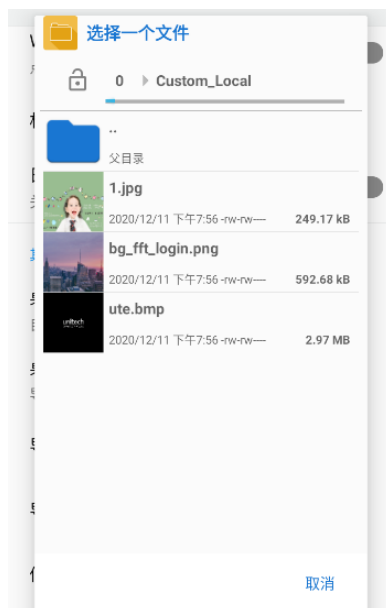 选择一个文件
0 Custom_Local
..
父目录
1.jpg
2020/12/11 下午7:56 -rw-rw---- 249.17 kB
bg_fft_login.png
2020/12/11 下午7:56 -rw-rw---- 592.68 kB
ute.bmp
unitech
2020/12/11 下午7:56 -rw-rw---- 2.97 MB
取消